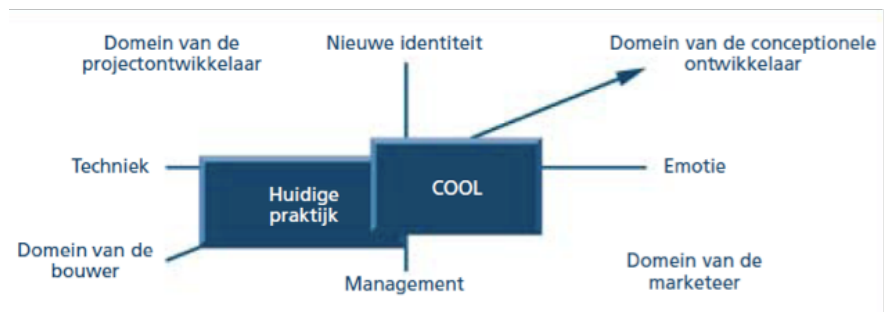 Domein van de
projectontwikkelaar
Nieuwe identiteit
Domein van de conceptionele
ontwikkelaar
Techniek
Huidige
praktijk
COOL
Emotie
Domein van de
bouwer
Management
Domein van de
marketeer